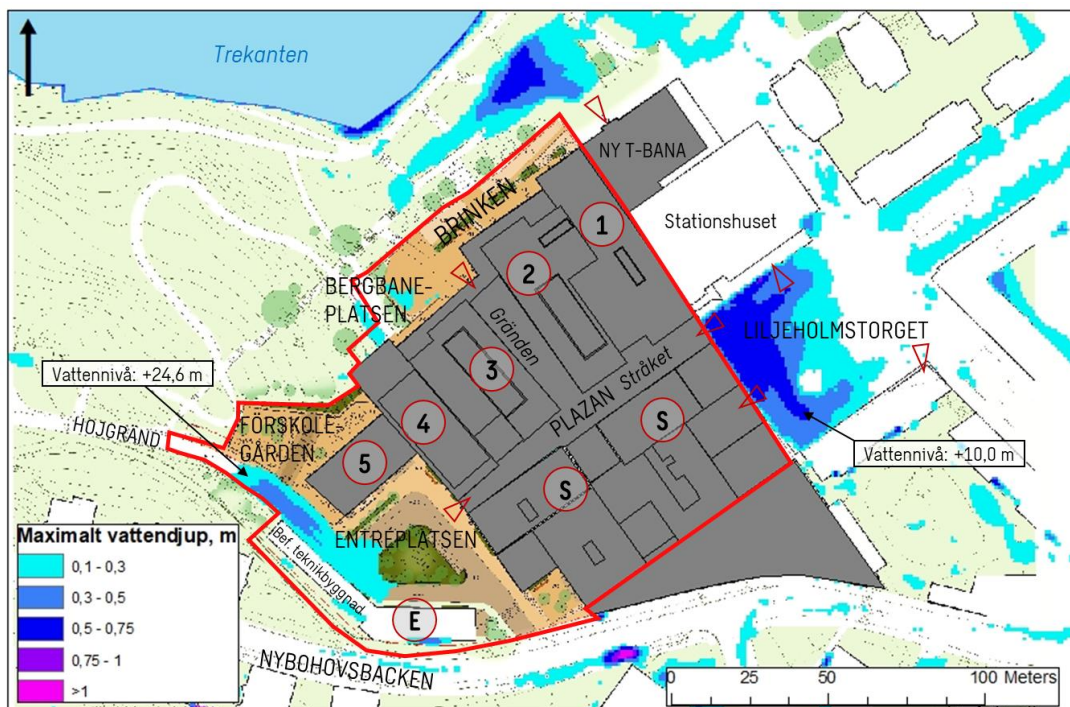 Trekanten
NY T-BANA
BRINKEN
1
Stationshuset
2
BERGBANE-
PLATSEN
Gränden
LILJEHOLMSTORGET
Vattennivå: +24,6 m
3
Stråket
PLAZAN
HÖJGRÄND
FÖRSKOLE-
GÅRDEN
4
S
5
Vattennivå: +10,0 m
S
Maximalt vattendjup, m
0,1 - 0,3
0,3 - 0,5
0,5 - 0,75
0,75 - 1
>1
ENTRÉPLATSEN
Bef. teknikbyggnad
E
NYBOHOVSBACKEN
0 25 50 100 Meters